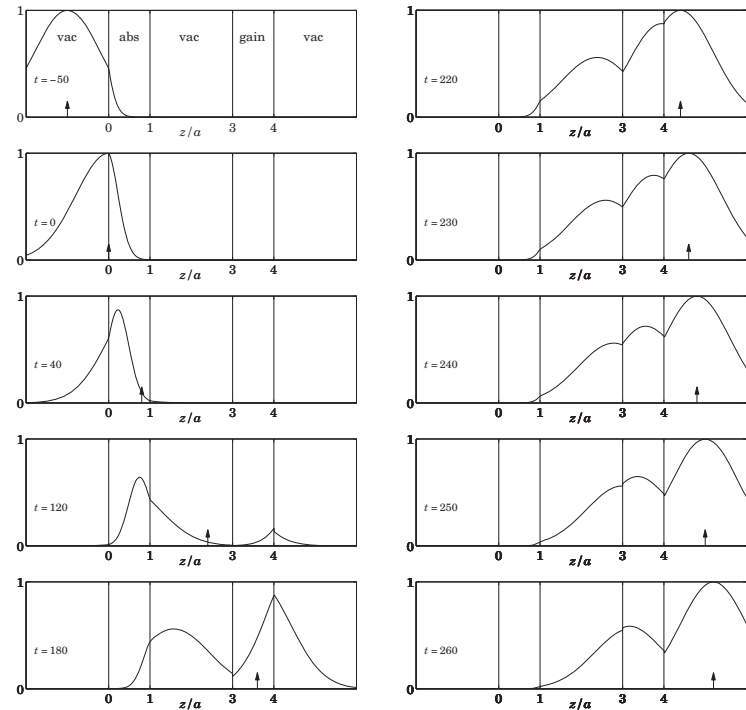 1
vac abs vac gain vac
t = −50
0
0 1 z/a 3 4
1
t = 0
0
0 1 z/a 3 4
1
t = 40
0
0 1 z/a 3 4
1
t = 120
0
0 1 z/a 3 4
1
t = 180
0
0 1 z/a 3 4
1
t = 220
0
0 1 z/a 3 4
1
t = 230
0
0 1 z/a 3 4
1
t = 240
0
0 1 z/a 3 4
1
t = 250
0
0 1 z/a 3 4
1
t = 260
0
0 1 z/a 3 4